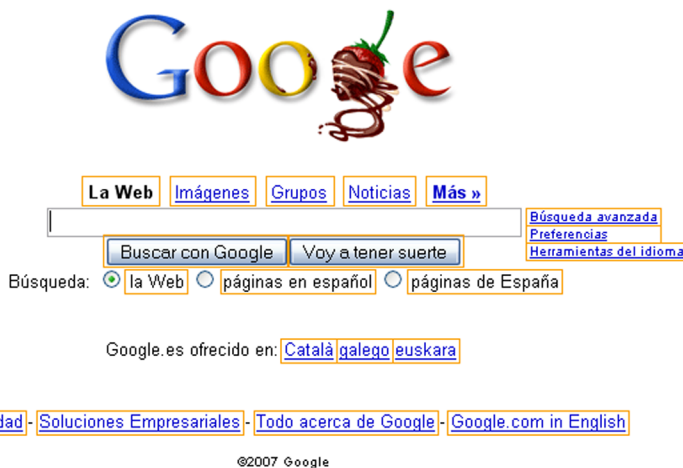 Google
La Web Imágenes Grupos Noticias Más »
Búsqueda avanzada
Preferencias
Herramientas del idioma
Buscar con Google Voy a tener suerte
Búsqueda: la Web páginas en español páginas de España
Google.es ofrecido en: Català galego euskara
dad - Soluciones Empresariales - Todo acerca de Google - Google.com in English
©2007 Google